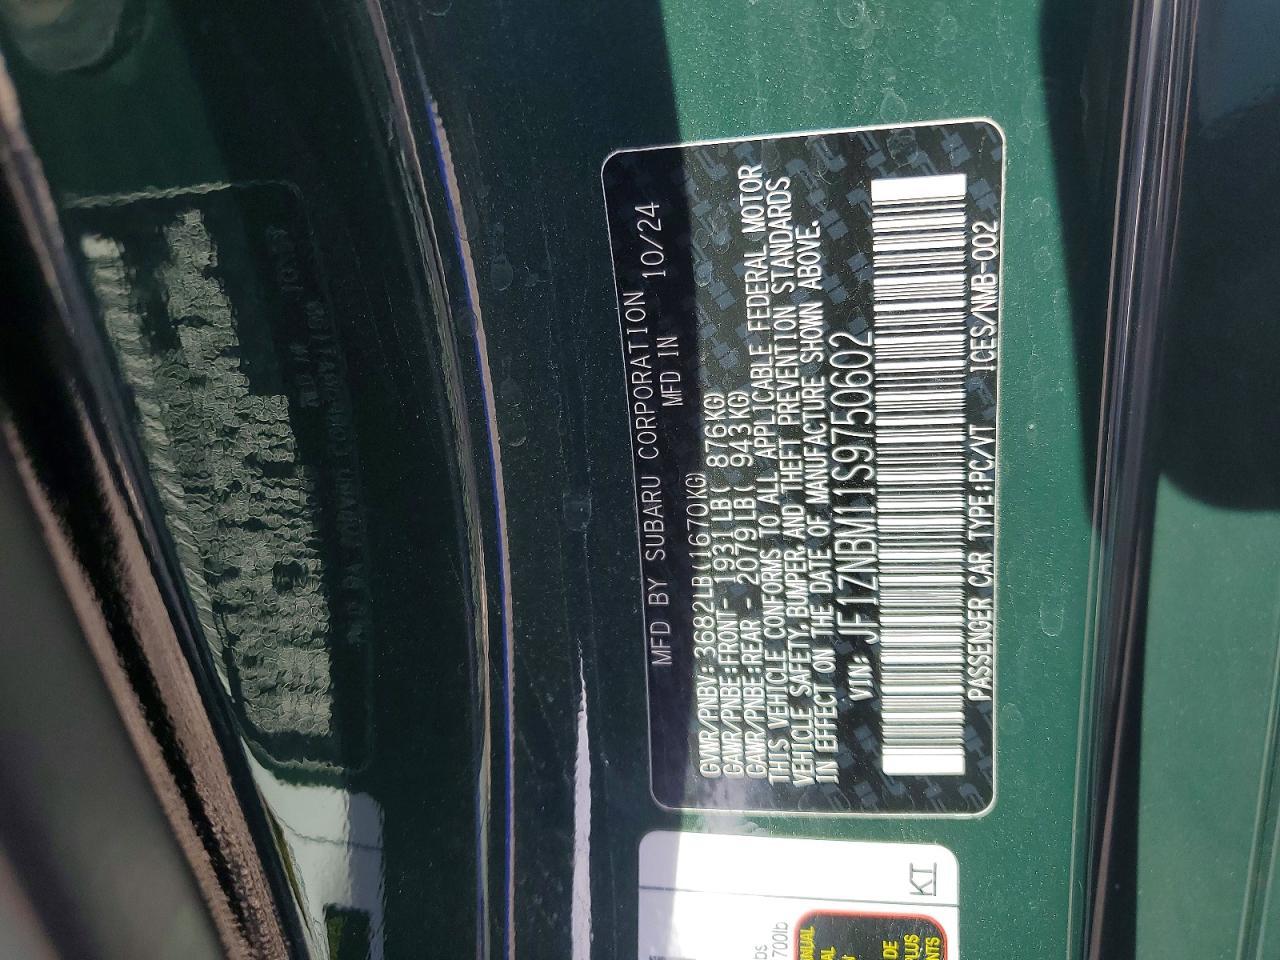 MFD BY SUBARU CORPORATION
MFD IN 10/24
GVWR/PNBV: 3682LB(1670KG)
GAWR/PNBE:FRONT- 1931LB( 876KG)
GAWR/PNBE:REAR - 2079LB( 943KG)
THIS VEHICLE CONFORMS TO ALL APPLICABLE FEDERAL MOTOR
VEHICLE SAFETY, BUMPER, AND THEFT PREVENTION STANDARDS
IN EFFECT ON THE DATE OF MANUFACTURE SHOWN ABOVE.
VIN: JF1ZNBM11S9750602
PASSENGER CAR TYPE:PC/VT ICES/NMB-002
KT
700lb